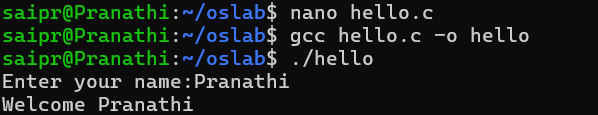 saipr@Pranathi:~/oslab$ nano hello.c
saipr@Pranathi:~/oslab$ gcc hello.c -o hello
saipr@Pranathi:~/oslab$ ./hello
Enter your name:Pranathi
Welcome Pranathi